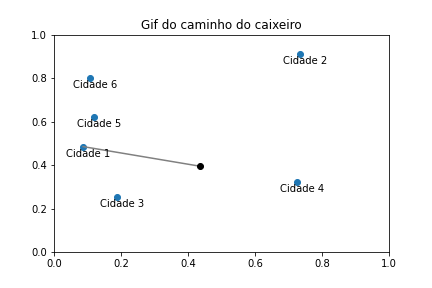 Gif do caminho do caixeiro
1.0
Cidade 2
0.8
Cidade 6
0.6
Cidade 5
Cidade 1
0.4
Cidade 4
Cidade 3
0.2
0.0
0.0 0.2 0.4 0.6 0.8 1.0